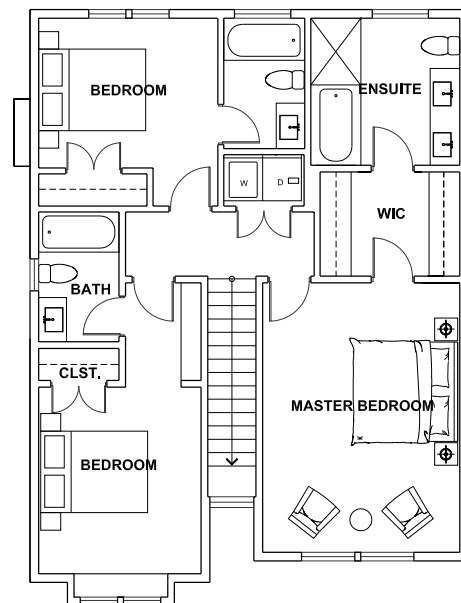 BEDROOM
ENSUITE
W
D
WIC
BATH
CLST.
MASTER BEDROOM
BEDROOM